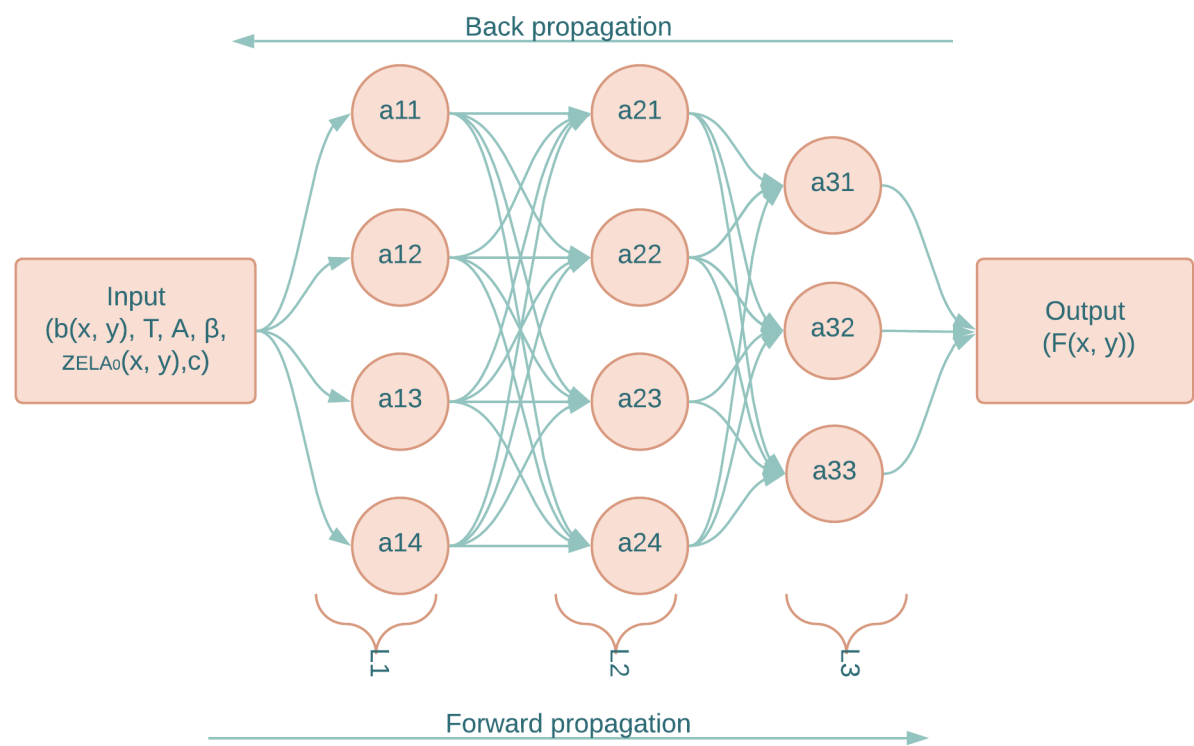 Back propagation
a11
a21
a31
a12
a22
Input
(b(x, y), T, A, β,
zELA0(x, y),c)
Output
(F(x, y))
a32
a13
a23
a33
a14
a24
L1
L2
L3
Forward propagation